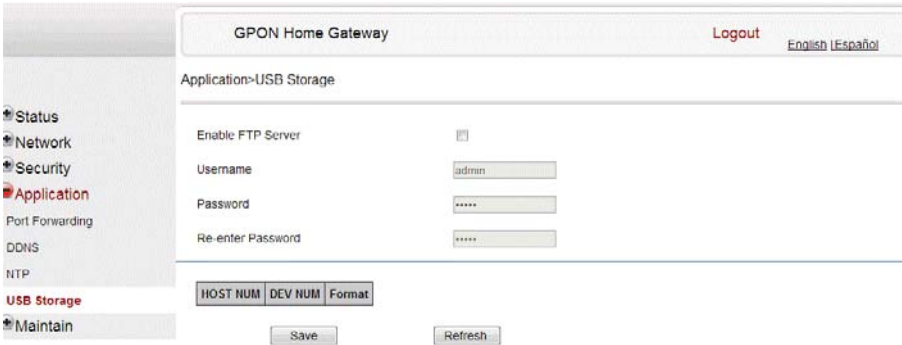 GPON Home Gateway
Logout
English | Español
Application>USB Storage
Status
Network
Security
Application
Port Forwarding
DDNS
NTP
USB Storage
Maintain
Enable FTP Server
Username
admin
Password
•••••
Re-enter Password
•••••
HOST NUM DEV NUM Format
Save Refresh